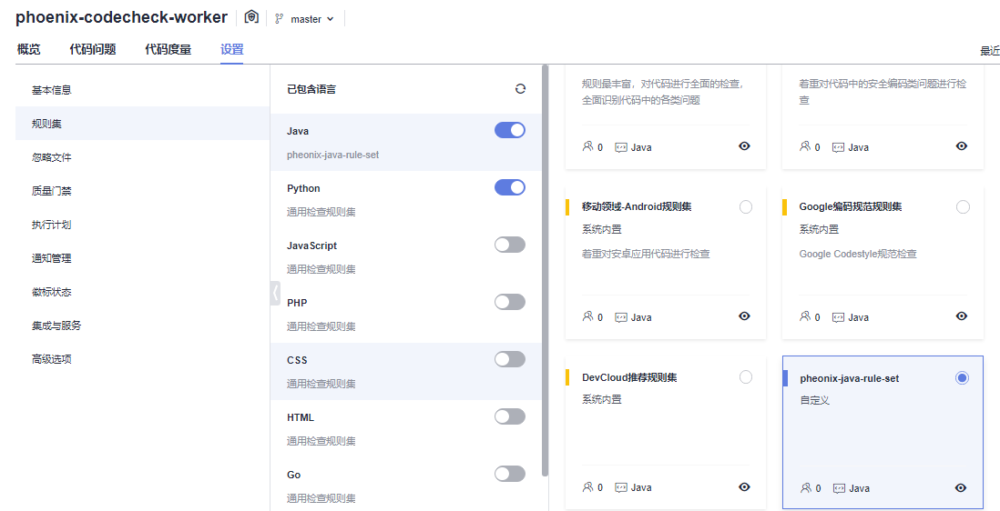 phoenix-codecheck-worker
master
概览
代码问题
代码度量
设置
最近
基本信息
规则集
忽略文件
质量门禁
执行计划
通知管理
徽标状态
集成与服务
高级选项
已包含语言
Java
pheonix-java-rule-set
Python
通用检查规则集
JavaScript
通用检查规则集
PHP
通用检查规则集
CSS
通用检查规则集
HTML
通用检查规则集
Go
通用检查规则集
规则最丰富，对代码进行全面的检查，
全面识别代码中的各类问题
0 Java
着重对代码中的安全编码类问题进行检
查
0 Java
移动领域-Android规则集
系统内置
着重对安卓应用代码进行检查
0 Java
Google编码规范规则集
系统内置
Google Codestyle规范检查
0 Java
DevCloud推荐规则集
系统内置
0 Java
pheonix-java-rule-set
自定义
0 Java